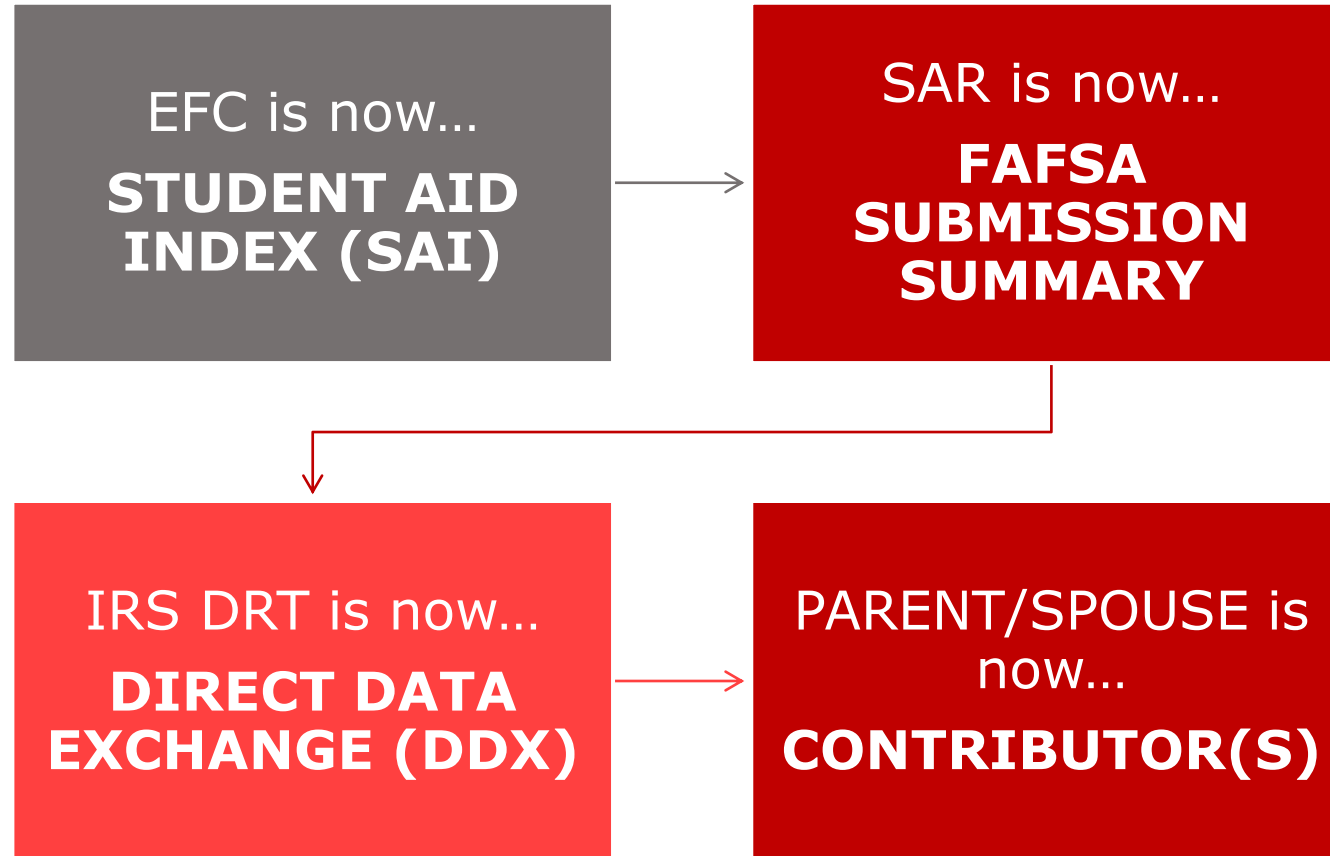 EFC is now…
STUDENT AID
INDEX (SAI)
SAR is now…
FAFSA
SUBMISSION
SUMMARY
IRS DRT is now…
DIRECT DATA
EXCHANGE (DDX)
PARENT/SPOUSE is
now…
CONTRIBUTOR(S)